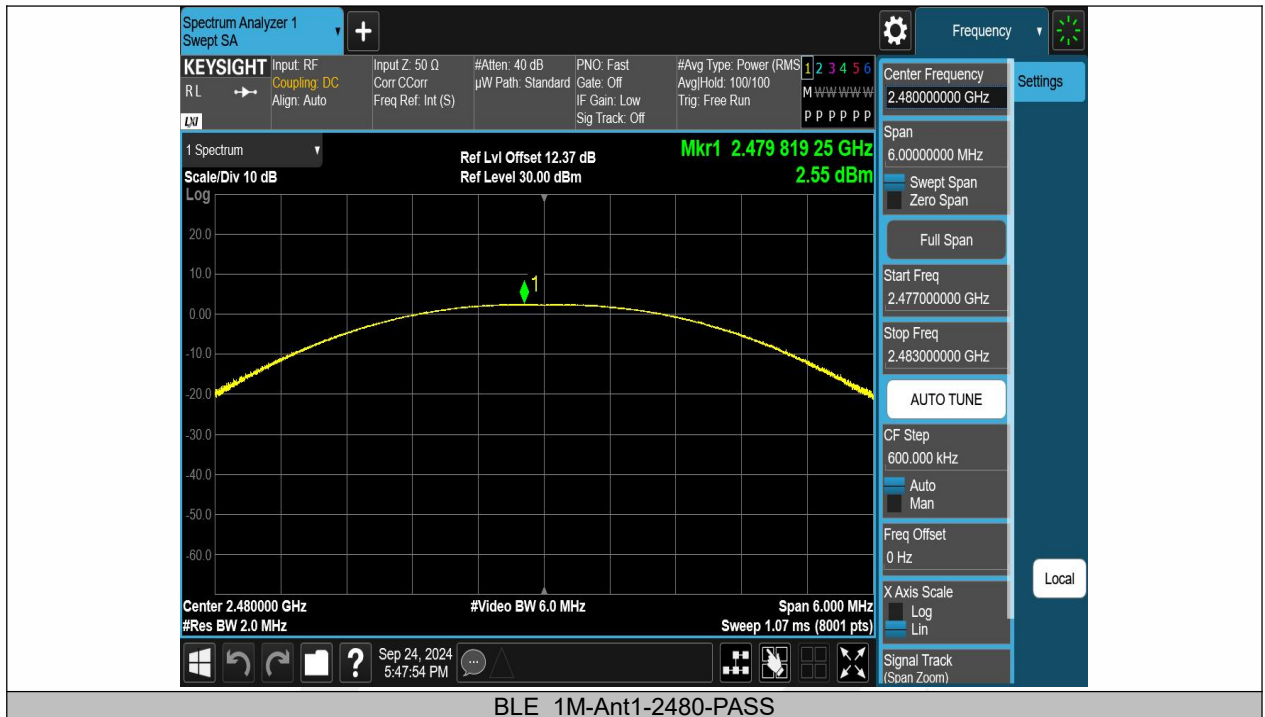 Spectrum Analyzer 1
Swept SA
Frequency
KEYSIGHT
R L
LXI
Input: RF
Coupling: DC
Align: Auto
Input Z: 50 Ω
Corr CCorr
Freq Ref: Int (S)
#Atten: 40 dB
µW Path: Standard
PNO: Fast
Gate: Off
IF Gain: Low
Sig Track: Off
#Avg Type: Power (RMS
Avg|Hold: 100/100
Trig: Free Run
1 2 3 4 5 6
M W W W W W
P P P P P P
1 Spectrum
Scale/Div 10 dB
Ref Lvl Offset 12.37 dB
Ref Level 30.00 dBm
Mkr1 2.479 819 25 GHz
2.55 dBm
Log
20.0
10.0
0.00
-10.0
-20.0
-30.0
-40.0
-50.0
-60.0
1
Center 2.480000 GHz
#Res BW 2.0 MHz
#Video BW 6.0 MHz
Span 6.000 MHz
Sweep 1.07 ms (8001 pts)
?
Sep 24, 2024
5:47:54 PM
Center Frequency
2.480000000 GHz
Settings
Span
6.00000000 MHz
Swept Span
Zero Span
Full Span
Start Freq
2.477000000 GHz
Stop Freq
2.483000000 GHz
AUTO TUNE
CF Step
600.000 kHz
Auto
Man
Freq Offset
0 Hz
Local
X Axis Scale
Log
Lin
Signal Track
(Span Zoom)
BLE_1M-Ant1-2480-PASS